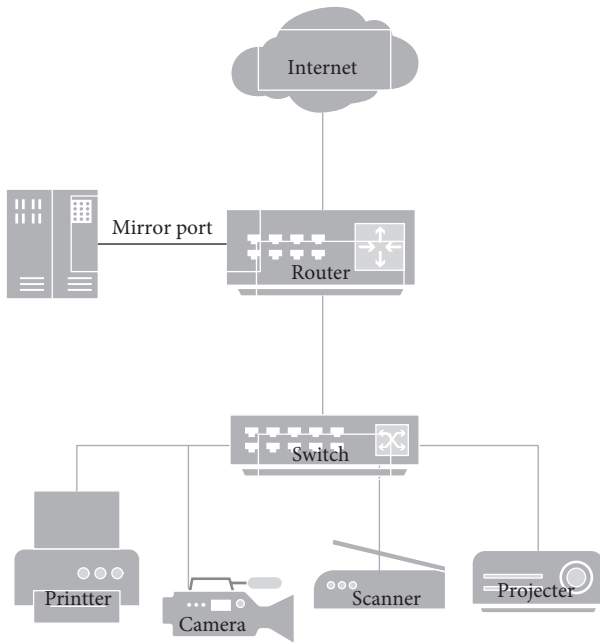 Internet
Mirror port
Router
Switch
Printter
Camera
Scanner
Projecter